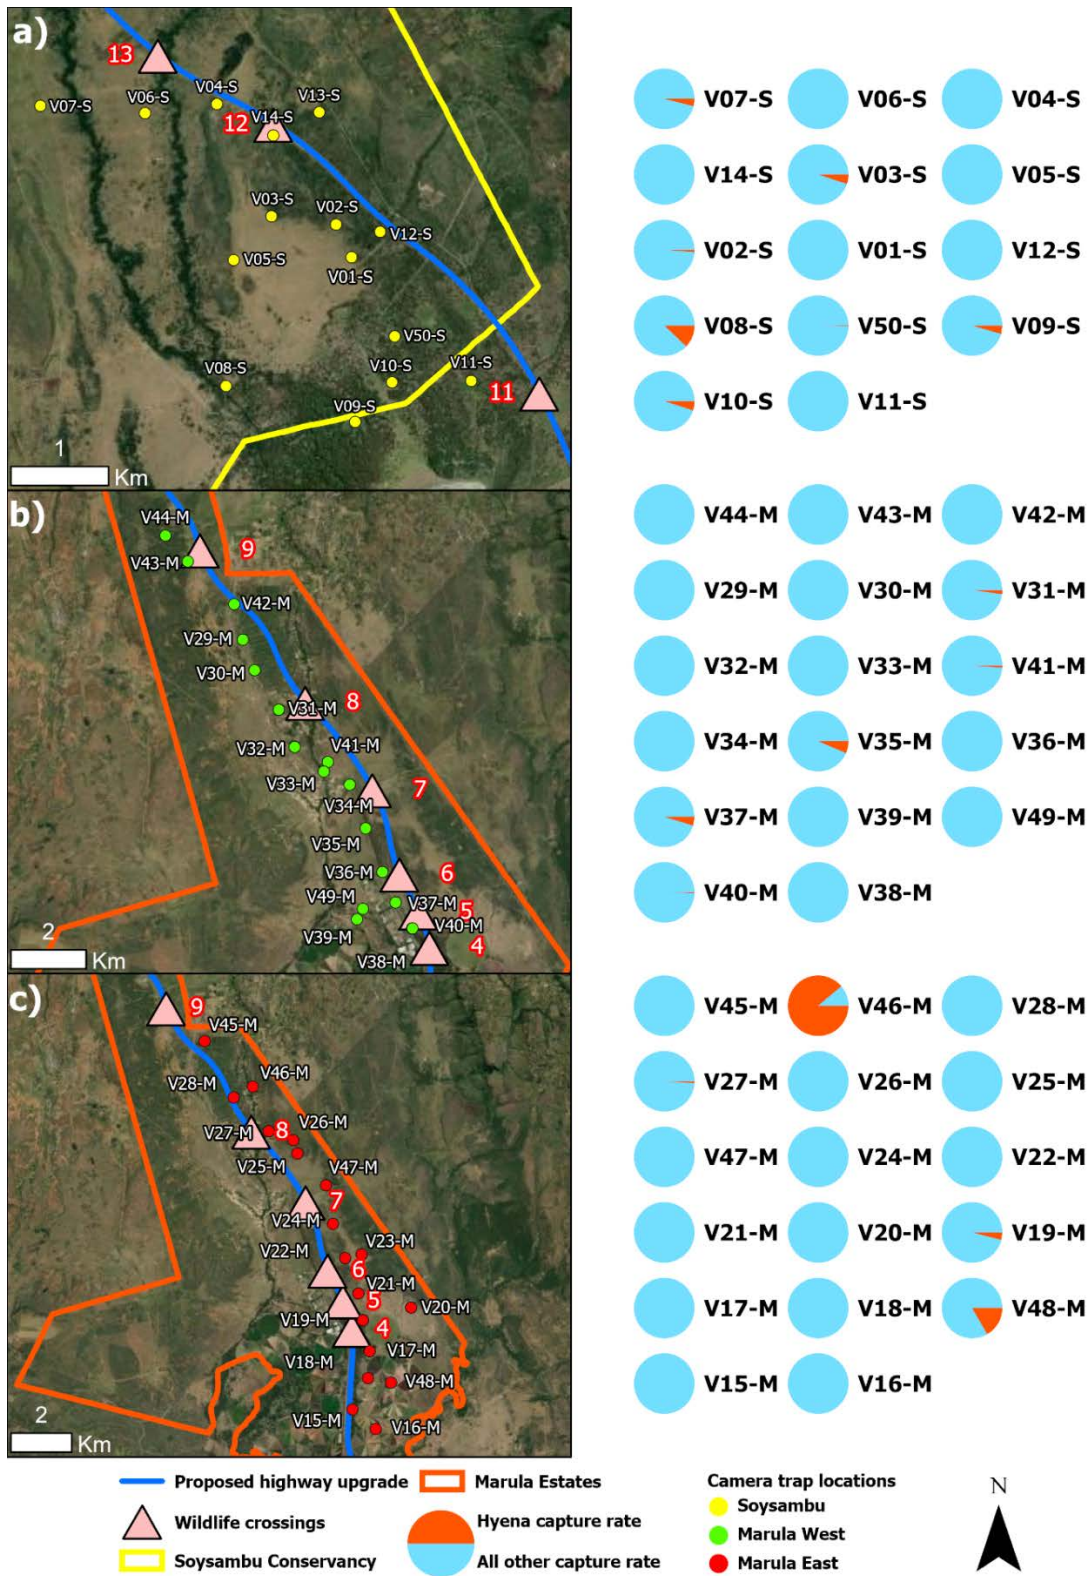 a)
13
V07-S
V06-S
V04-S
V13-S
12
V14-S
V03-S
V02-S
V12-S
V05-S
V01-S
V50-S
V08-S
V10-S
V11-S
11
V09-S
1
Km
V07-S V06-S V04-S
V14-S V03-S V05-S
V02-S V01-S V12-S
V08-S V50-S V09-S
V10-S V11-S
b)
V44-M
9
V43-M
V42-M
V29-M
V30-M
8
V31-M
V32-M
V41-M
V33-M
7
V34-M
V35-M
V36-M
6
V49-M
V37-M
5
V39-M
V40-M
4
V38-M
2
Km
V44-M V43-M V42-M
V29-M V30-M V31-M
V32-M V33-M V41-M
V34-M V35-M V36-M
V37-M V39-M V49-M
V40-M V38-M
c)
9
V45-M
V46-M
V28-M
V27-M
8
V26-M
V25-M
V47-M
7
V24-M
V22-M
V23-M
6
V21-M
5
V20-M
V19-M
4
V17-M
V18-M
V48-M
V15-M
V16-M
2
Km
V45-M V46-M V28-M
V27-M V26-M V25-M
V47-M V24-M V22-M
V21-M V20-M V19-M
V17-M V18-M V48-M
V15-M V16-M
Proposed highway upgrade
Wildlife crossings
Soysambu Conservancy
Marula Estates
Hyena capture rate
All other capture rate
Camera trap locations
Soysambu
Marula West
Marula East
N